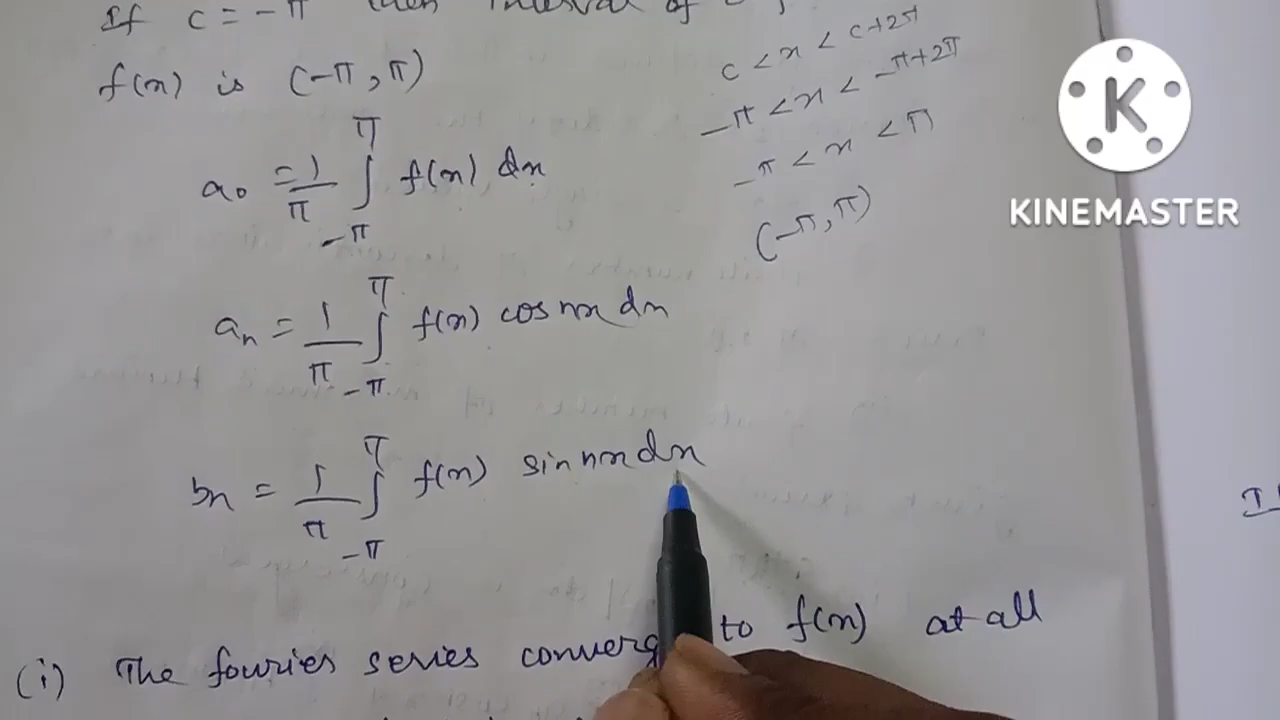 If c = -π then interval of
f(x) is (-π, π)
c < x < c+2π
-π < x < -π+2π
-π < x < π
(-π, π)
a₀ = 1/π ∫_{-π}^{π} f(x) dx
aₙ = 1/π ∫_{-π}^{π} f(x) cos nx dx
bₙ = 1/π ∫_{-π}^{π} f(x) sin nx dx
(i) The fouries series converg to f(x) at all
KINEMASTER